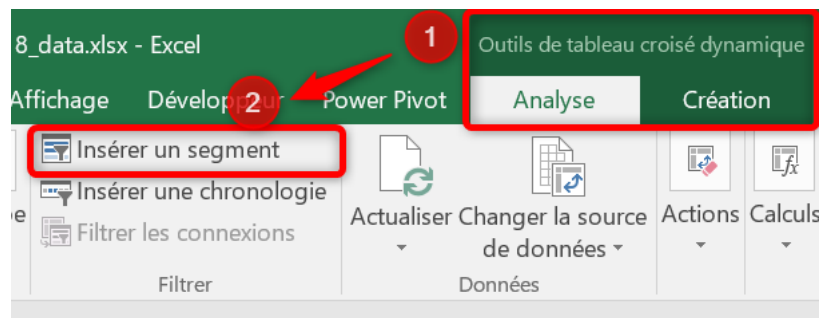 8_data.xlsx - Excel
1
Outils de tableau croisé dynamique
Affichage Développeur Power Pivot Analyse Création
2
Insérer un segment
Insérer une chronologie
Filtrer les connexions
Filtrer
Actualiser Changer la source
de données
Données
Actions Calculs